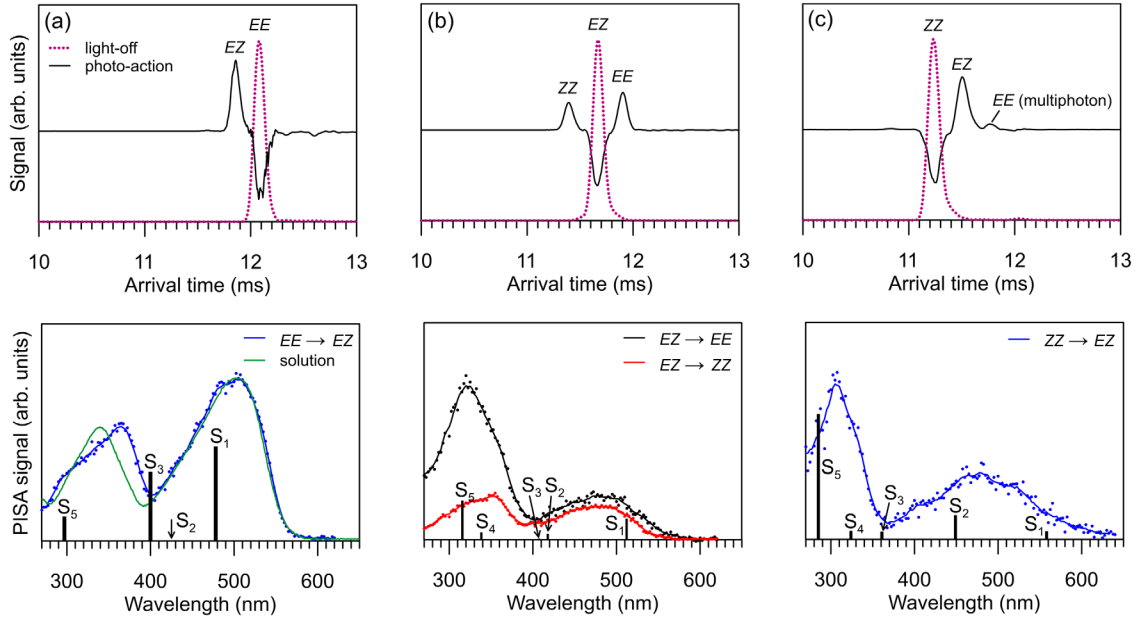 (a)
EE
EZ
light-off
photo-action
Signal (arb. units)
10 11 12 13
Arrival time (ms)
(b)
EZ
ZZ
EE
10 11 12 13
Arrival time (ms)
(c)
ZZ
EZ
EE (multiphoton)
10 11 12 13
Arrival time (ms)
PISA signal (arb. units)
EE → EZ
solution
S5
S3
S2
S1
300 400 500 600
Wavelength (nm)
EZ → EE
EZ → ZZ
S5
S4
S3
S2
S1
300 400 500 600
Wavelength (nm)
ZZ → EZ
S5
S4
S3
S2
S1
300 400 500 600
Wavelength (nm)